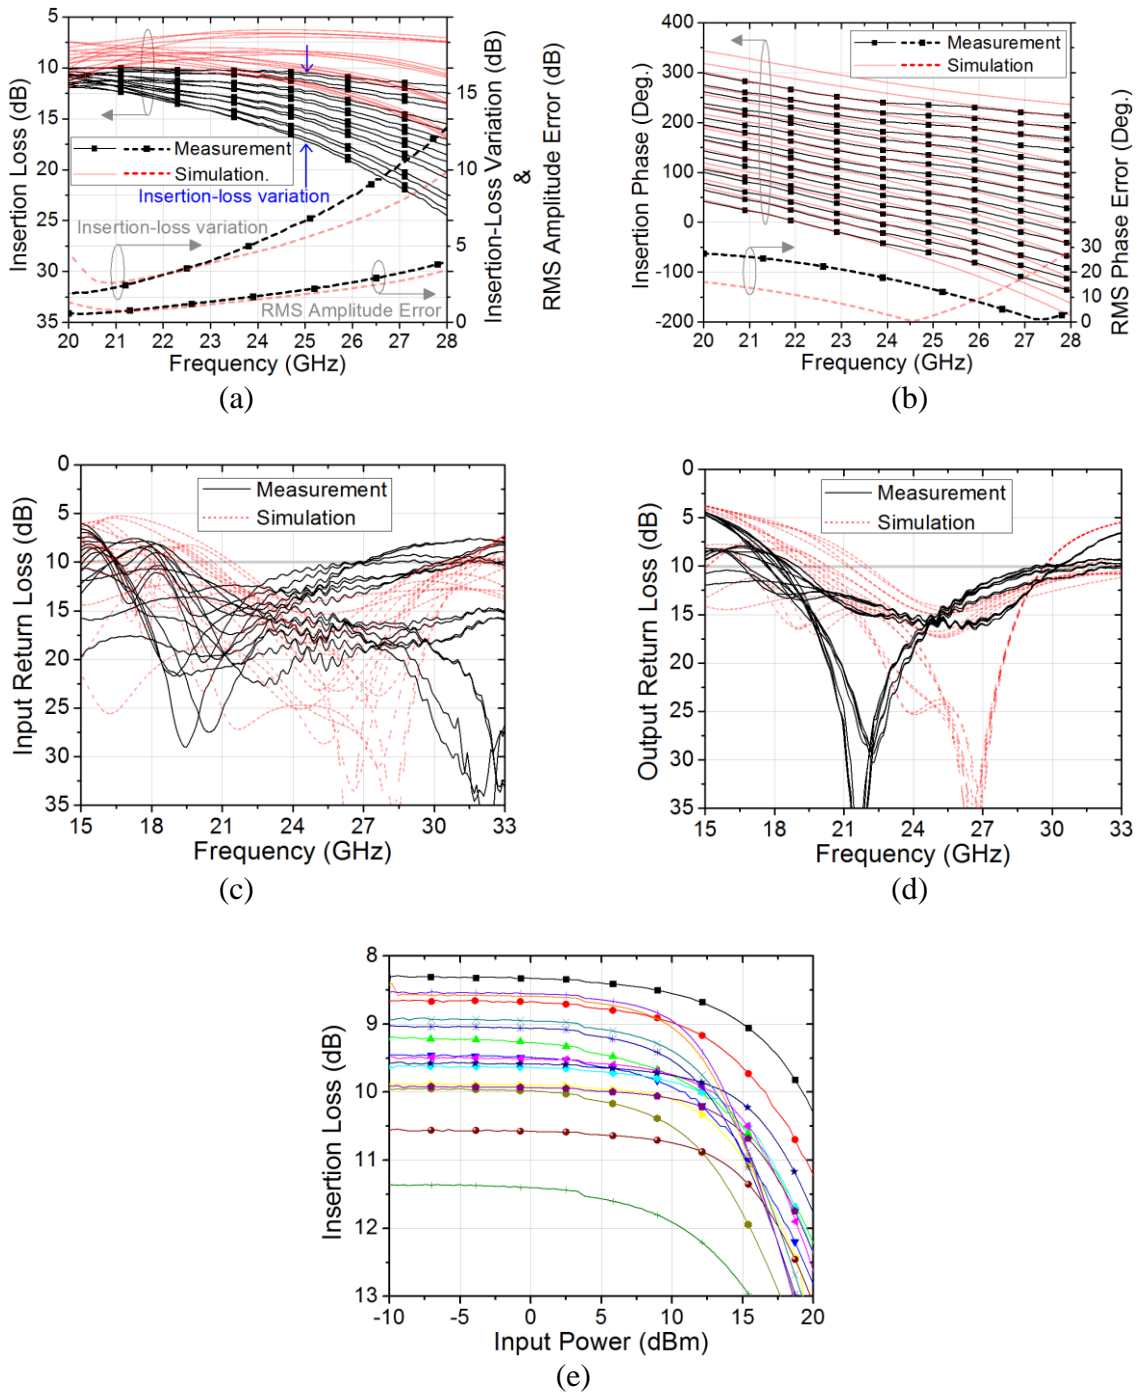 5
10
15
20
25
30
35
Insertion Loss (dB)
15
10
5
0
Insertion-Loss Variation (dB)
&
RMS Amplitude Error (dB)
Measurement
Simulation.
Insertion-loss variation
Insertion-loss variation
RMS Amplitude Error
20 21 22 23 24 25 26 27 28
Frequency (GHz)
(a)
400
300
200
100
0
-100
-200
Insertion Phase (Deg.)
Measurement
Simulation
30
20
10
0
RMS Phase Error (Deg.)
20 21 22 23 24 25 26 27 28
Frequency (GHz)
(b)
0
5
10
15
20
25
30
35
Input Return Loss (dB)
Measurement
Simulation
15 18 21 24 27 30 33
Frequency (GHz)
(c)
0
5
10
15
20
25
30
35
Output Return Loss (dB)
Measurement
Simulation
15 18 21 24 27 30 33
Frequency (GHz)
(d)
8
9
10
11
12
13
Insertion Loss (dB)
-10 -5 0 5 10 15 20
Input Power (dBm)
(e)